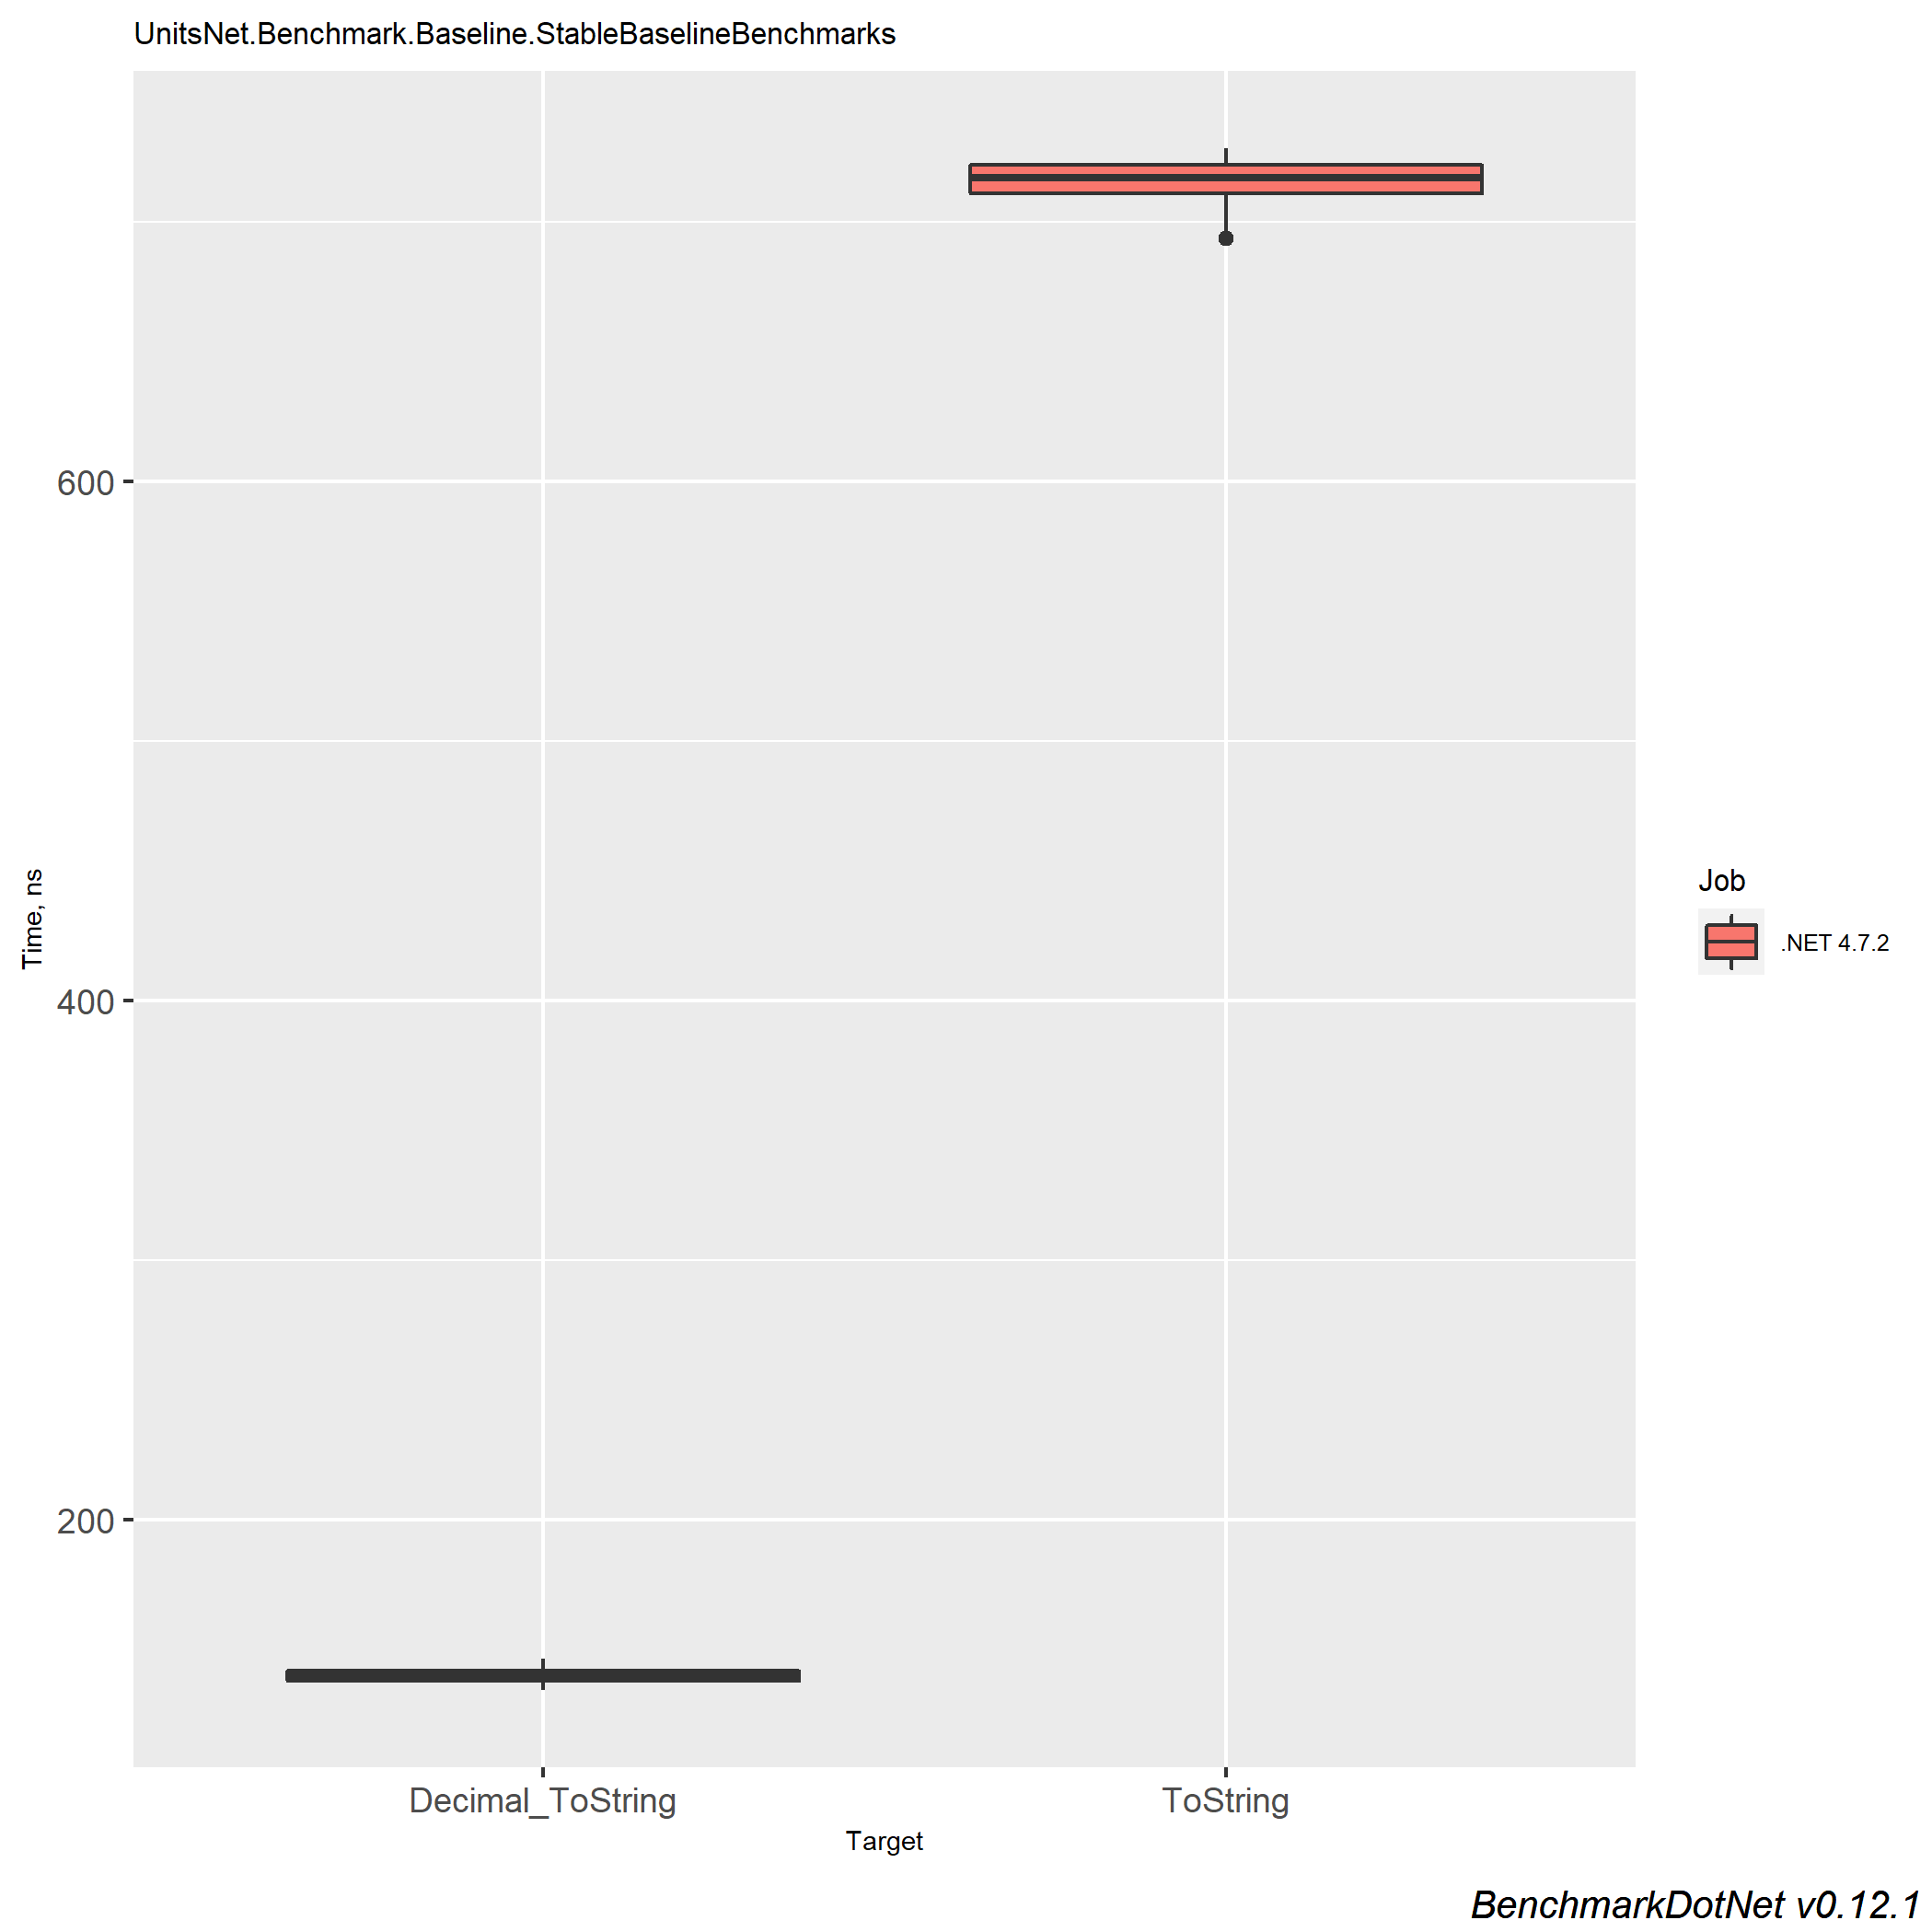 UnitsNet.Benchmark.Baseline.StableBaselineBenchmarks
Time, ns
600
400
200
Decimal_ToString
ToString
Target
Job
.NET 4.7.2
BenchmarkDotNet v0.12.1